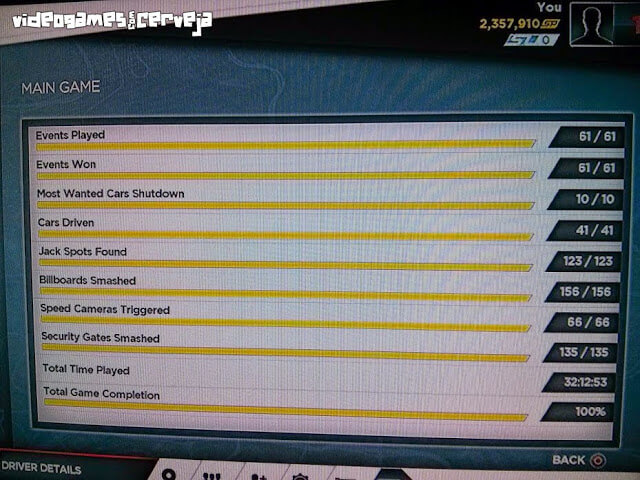 videogames com cerveja
You
2,357,910 SP
0
MAIN GAME
Events Played 61 / 61
Events Won 61 / 61
Most Wanted Cars Shutdown 10 / 10
Cars Driven 41 / 41
Jack Spots Found 123 / 123
Billboards Smashed 156 / 156
Speed Cameras Triggered 66 / 66
Security Gates Smashed 135 / 135
Total Time Played 32:12:53
Total Game Completion 100%
BACK
DRIVER DETAILS